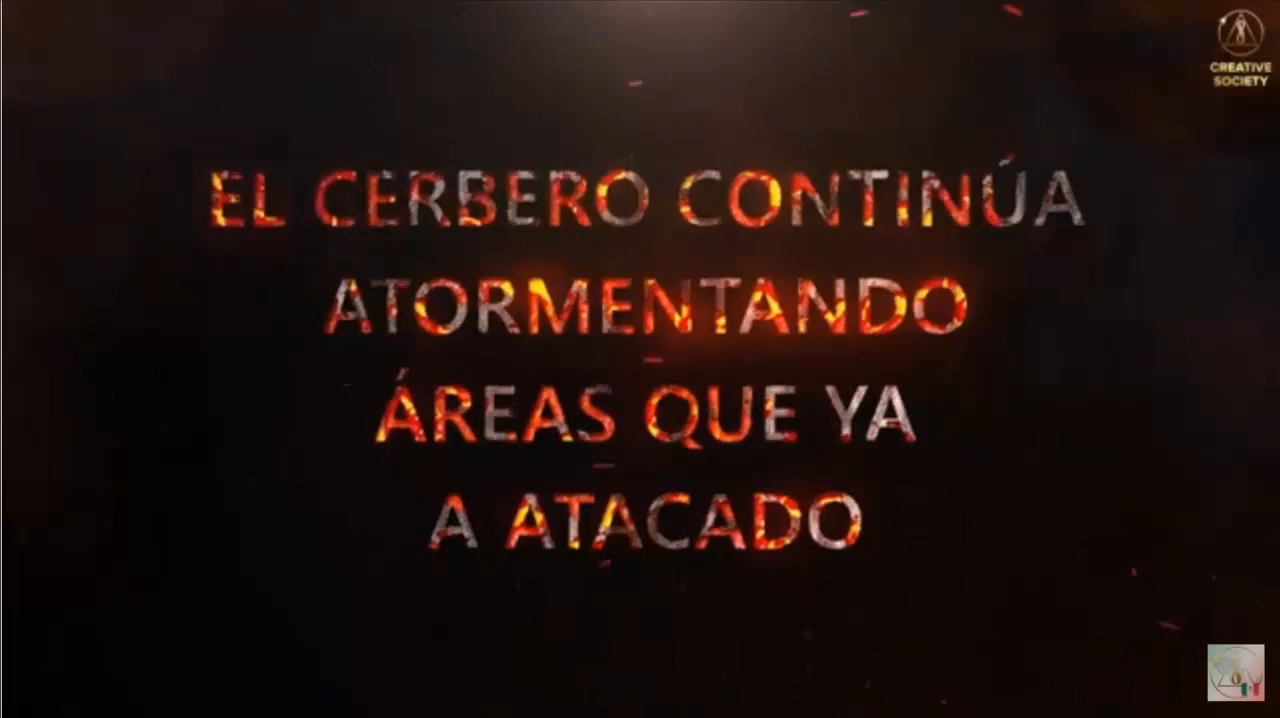 CREATIVE
SOCIETY
EL CERBERO CONTINÚA
ATORMENTANDO
ÁREAS QUE YA
A ATACADO